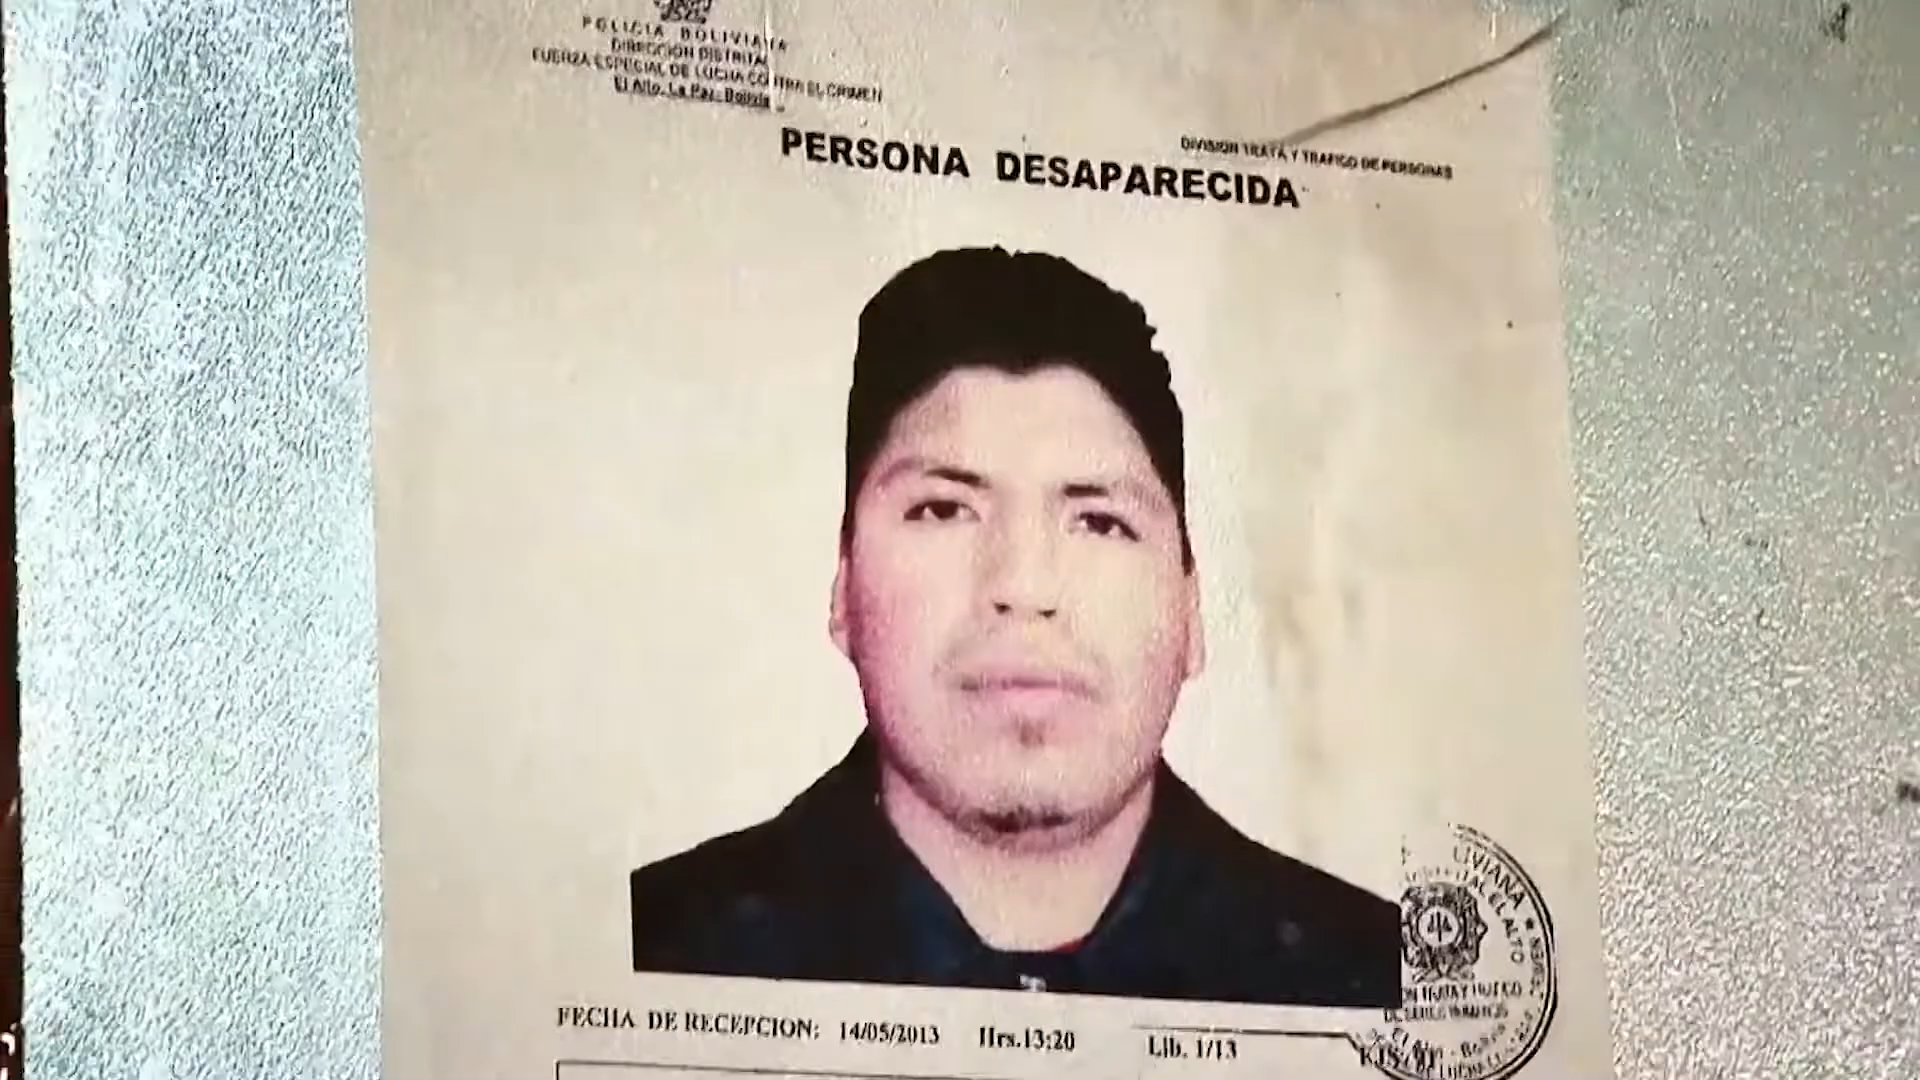 POLICIA BOLIVIANA
DIRECCION DISTRITAL
FUERZA ESPECIAL DE LUCHA CONTRA EL CRIMEN
El Alto, La Paz, Bolivia
DIVISION TRATA Y TRAFICO DE PERSONAS
PERSONA DESAPARECIDA
FECHA DE RECEPCION: 14/05/2013 Hrs.13:20 Lib. 1/13